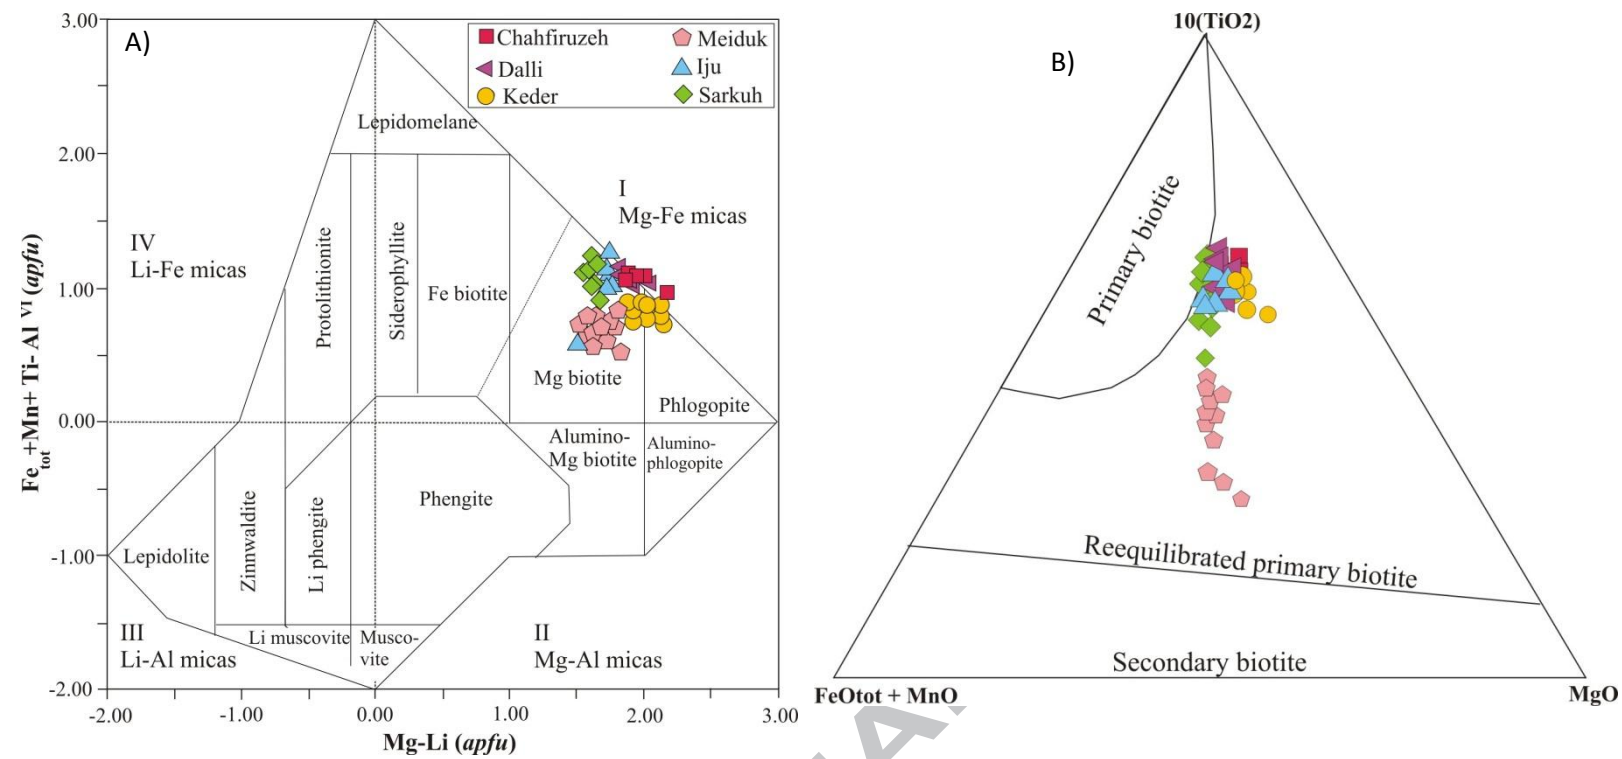 A)
3.00
2.00
1.00
0.00
-1.00
-2.00
Fe tot +Mn+ Ti- Al VI (apfu)
-2.00 -1.00 0.00 1.00 2.00 3.00
Mg-Li (apfu)
Chahfiruzeh
Dalli
Keder
Meiduk
Iju
Sarkuh
Lepidomelane
I
Mg-Fe micas
IV
Li-Fe micas
Protolithionite
Siderophyllite
Fe biotite
Mg biotite
Phlogopite
Alumino-
Mg biotite
Alumino-
phlogopite
Phengite
Lepidolite
Zinnwaldite
Li phengite
Li muscovite
Musco-
vite
III
Li-Al micas
II
Mg-Al micas
B)
10(TiO2)
Primary biotite
Reequilibrated primary biotite
Secondary biotite
FeOtot + MnO
MgO